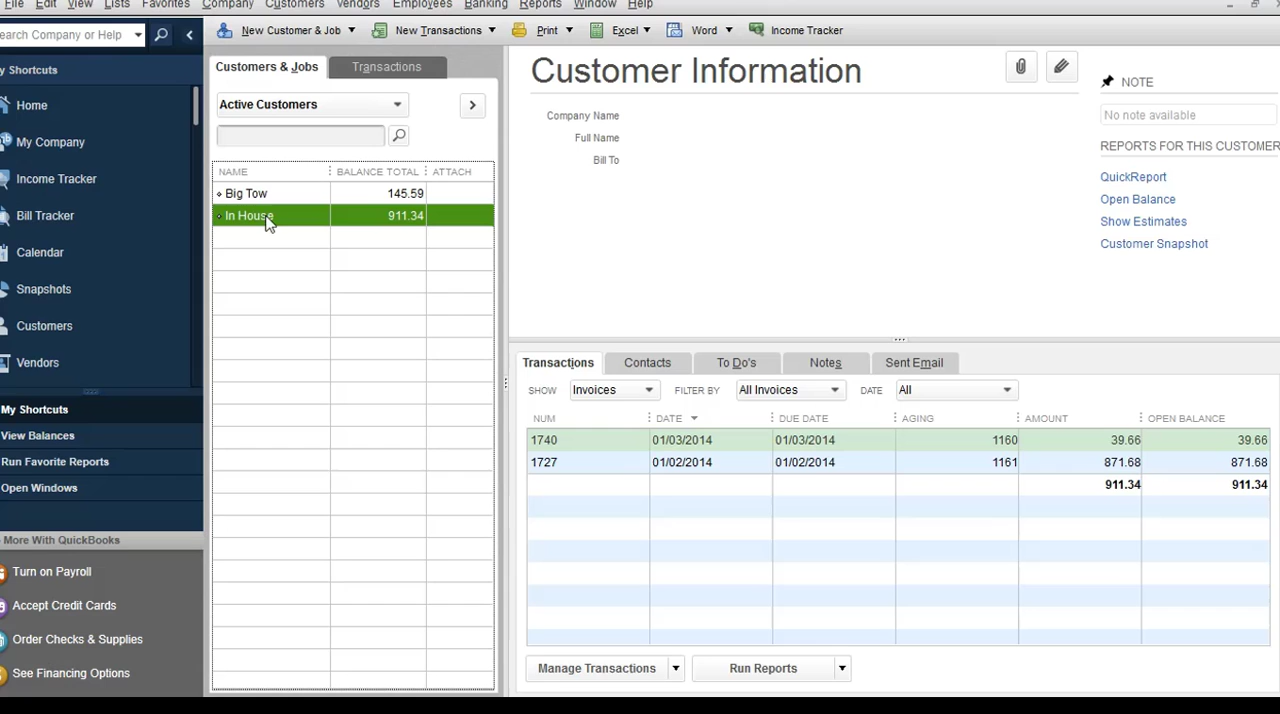 File Edit View Lists Favorites Company Customers Vendors Employees Banking Reports Window Help
Search Company or Help
New Customer & Job New Transactions Print Excel Word Income Tracker
My Shortcuts
Home
My Company
Income Tracker
Bill Tracker
Calendar
Snapshots
Customers
Vendors
My Shortcuts
View Balances
Run Favorite Reports
Open Windows
More With QuickBooks
Turn on Payroll
Accept Credit Cards
Order Checks & Supplies
See Financing Options
Customers & Jobs Transactions
Active Customers
NAME BALANCE TOTAL ATTACH
Big Tow 145.59
In House 911.34
Customer Information
Company Name
Full Name
Bill To
NOTE
No note available
REPORTS FOR THIS CUSTOMER
QuickReport
Open Balance
Show Estimates
Customer Snapshot
Transactions Contacts To Do's Notes Sent Email
SHOW Invoices FILTER BY All Invoices DATE All
NUM DATE DUE DATE AGING AMOUNT OPEN BALANCE
1740 01/03/2014 01/03/2014 1160 39.66 39.66
1727 01/02/2014 01/02/2014 1161 871.68 871.68
911.34 911.34
Manage Transactions Run Reports